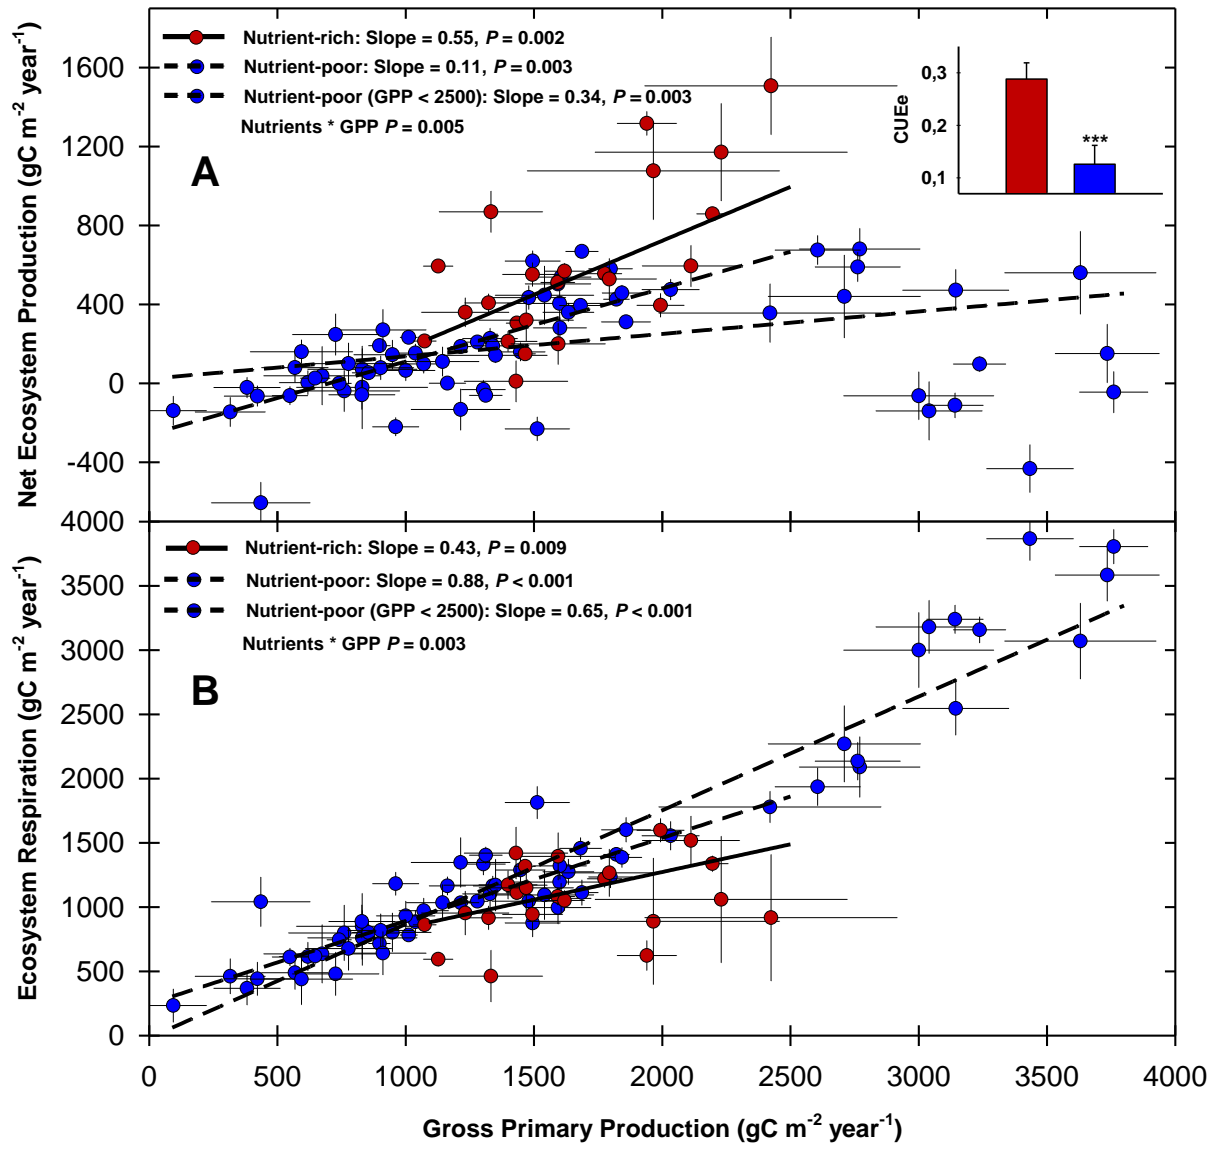 Nutrient-rich: Slope = 0.55, P = 0.002
Nutrient-poor: Slope = 0.11, P = 0.003
Nutrient-poor (GPP < 2500): Slope = 0.34, P = 0.003
Nutrients * GPP P = 0.005
A
Net Ecosystem Production (gC m-2 year-1)
1600
1200
800
400
0
-400
CUEe
0,3
0,2
0,1
***
Nutrient-rich: Slope = 0.43, P = 0.009
Nutrient-poor: Slope = 0.88, P < 0.001
Nutrient-poor (GPP < 2500): Slope = 0.65, P < 0.001
Nutrients * GPP P = 0.003
B
Ecosystem Respiration (gC m-2 year-1)
4000
3500
3000
2500
2000
1500
1000
500
0
0 500 1000 1500 2000 2500 3000 3500 4000
Gross Primary Production (gC m-2 year-1)